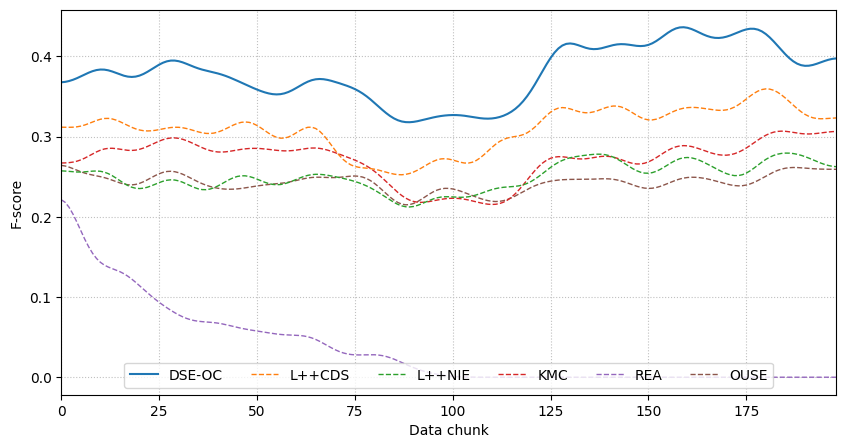 0.4
0.3
0.2
0.1
0.0
F-score
DSE-OC L++CDS L++NIE KMC REA OUSE
0 25 50 75 100 125 150 175
Data chunk